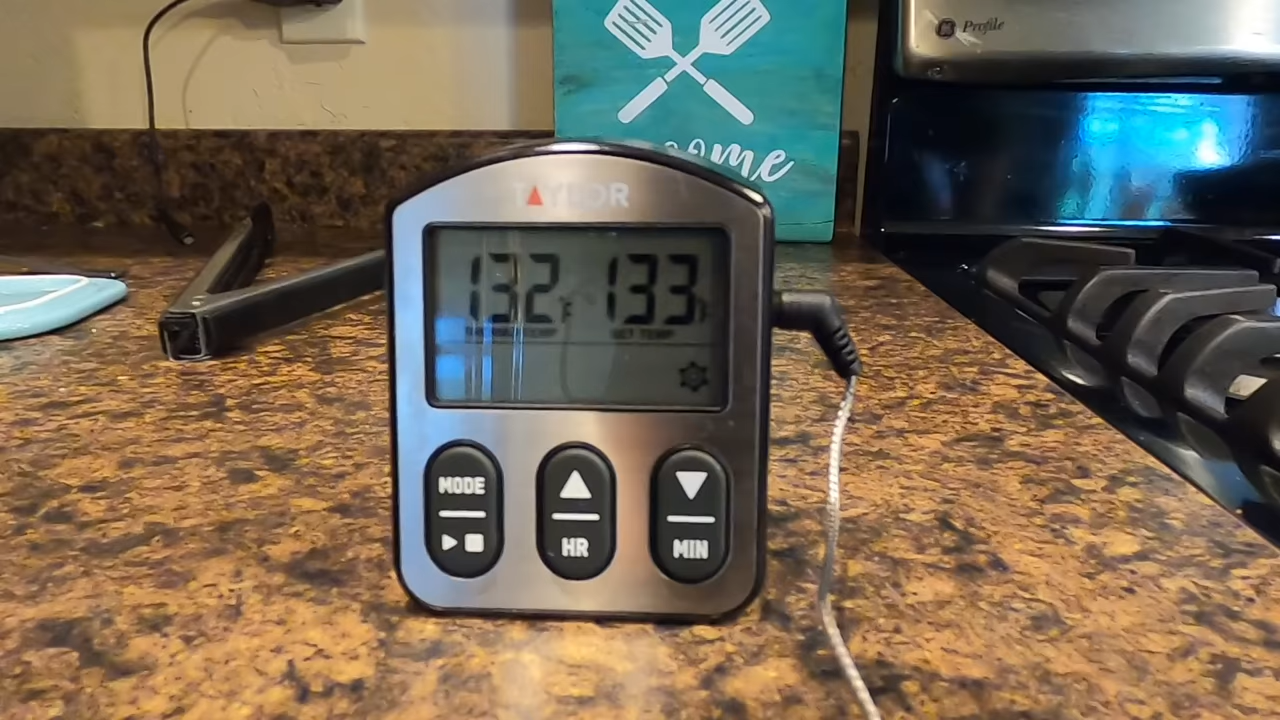 Profile
ome
TAYLOR
132°F 133°F
SET TEMP
MODE
HR
MIN